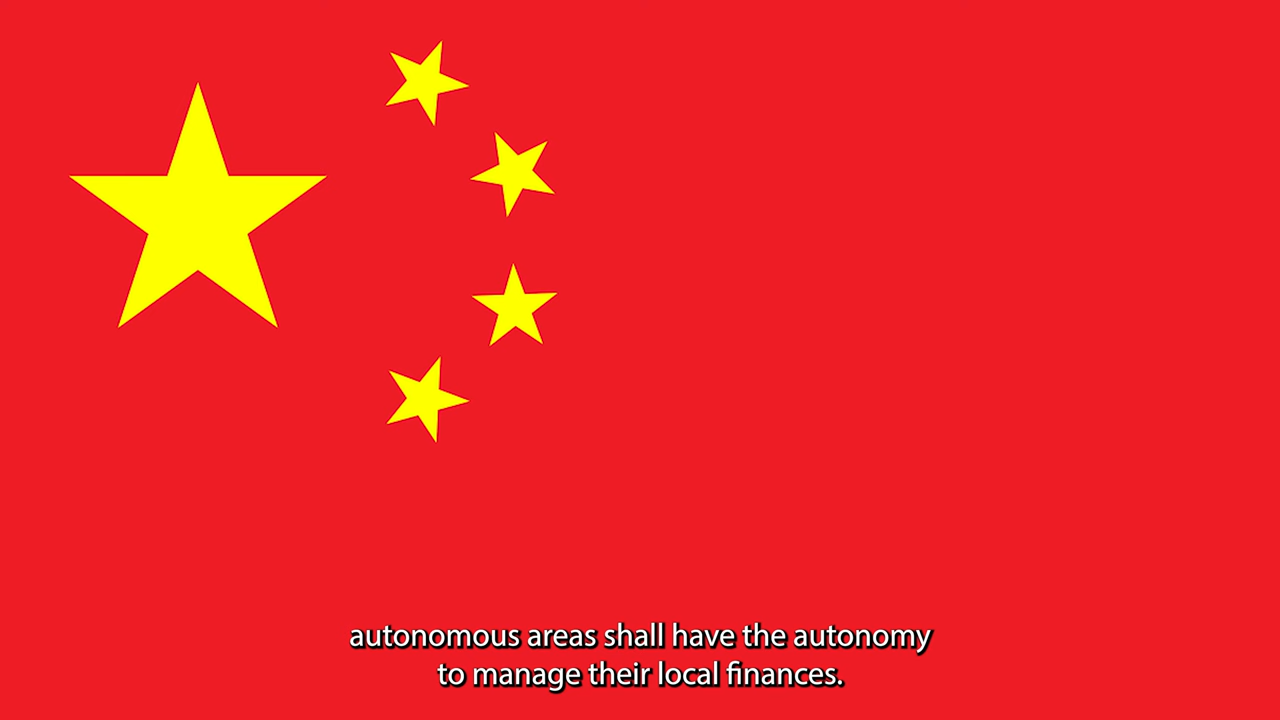 autonomous areas shall have the autonomy
to manage their local finances.